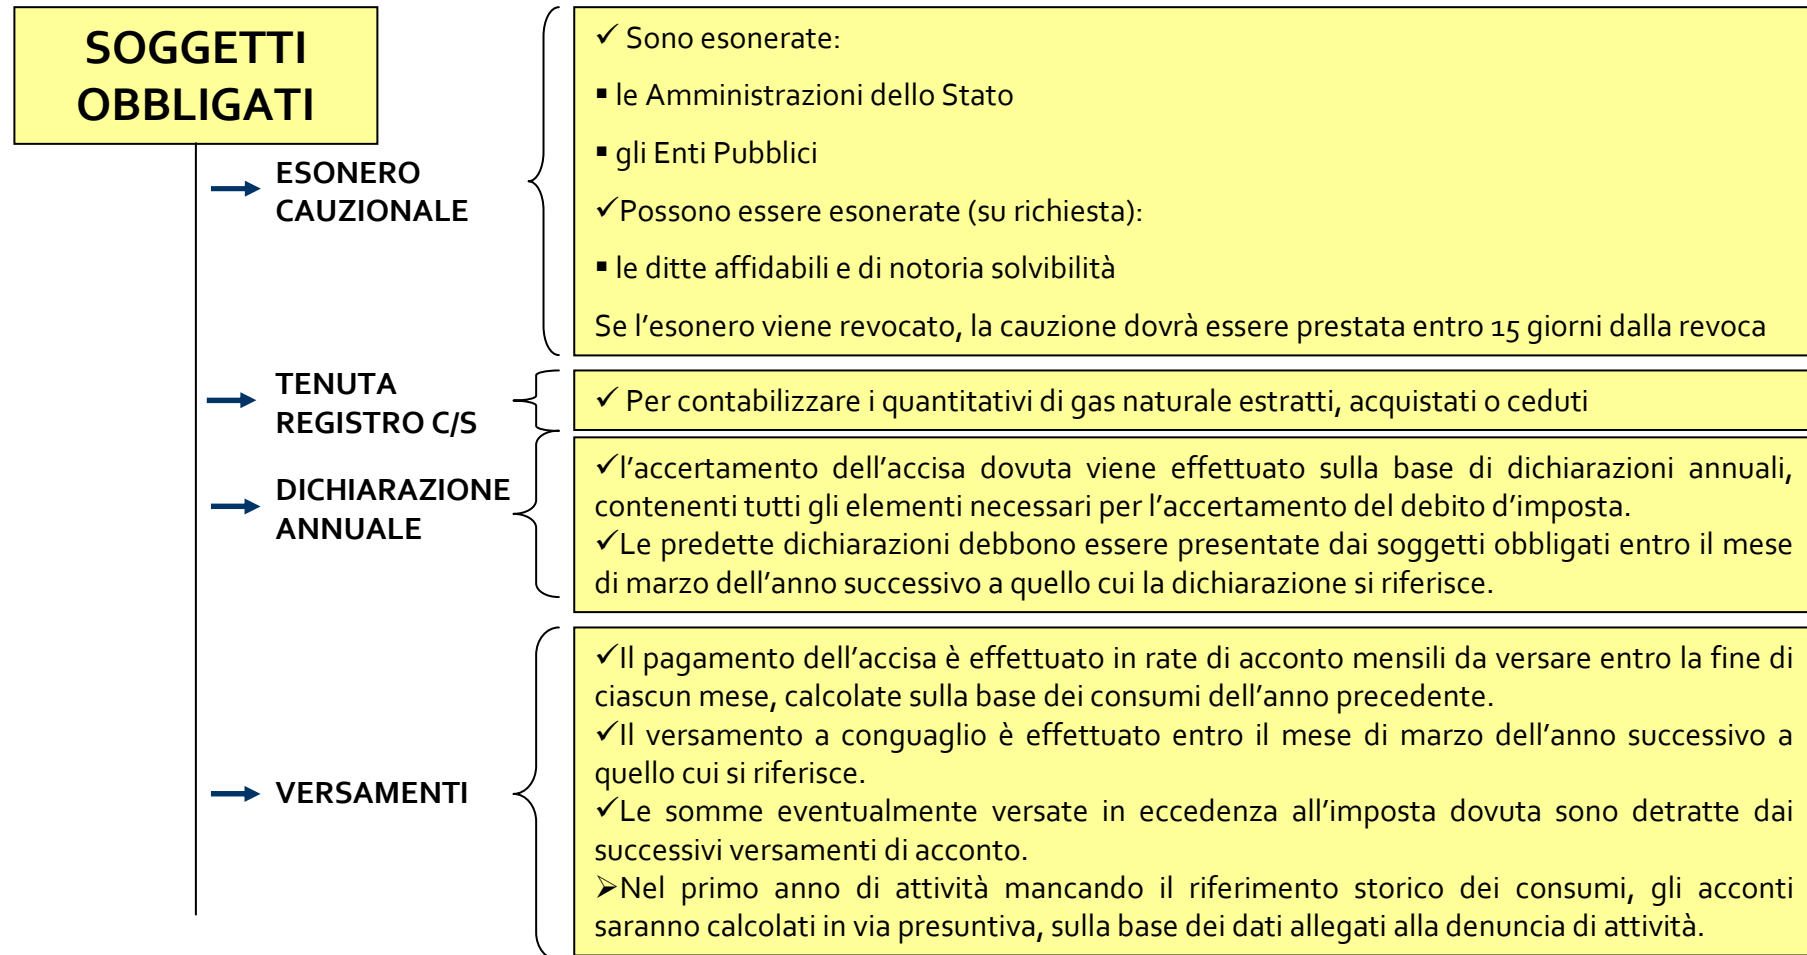 SOGGETTI
OBBLIGATI
ESONERO
CAUZIONALE
✓ Sono esonerate:
▪ le Amministrazioni dello Stato
▪ gli Enti Pubblici
✓Possono essere esonerate (su richiesta):
▪ le ditte affidabili e di notoria solvibilità
Se l’esonero viene revocato, la cauzione dovrà essere prestata entro 15 giorni dalla revoca
TENUTA
REGISTRO C/S
✓ Per contabilizzare i quantitativi di gas naturale estratti, acquistati o ceduti
DICHIARAZIONE
ANNUALE
✓l’accertamento dell’accisa dovuta viene effettuato sulla base di dichiarazioni annuali,
contenenti tutti gli elementi necessari per l’accertamento del debito d’imposta.
✓Le predette dichiarazioni debbono essere presentate dai soggetti obbligati entro il mese
di marzo dell’anno successivo a quello cui la dichiarazione si riferisce.
VERSAMENTI
✓Il pagamento dell’accisa è effettuato in rate di acconto mensili da versare entro la fine di
ciascun mese, calcolate sulla base dei consumi dell’anno precedente.
✓Il versamento a conguaglio è effettuato entro il mese di marzo dell’anno successivo a
quello cui si riferisce.
✓Le somme eventualmente versate in eccedenza all’imposta dovuta sono detratte dai
successivi versamenti di acconto.
➢Nel primo anno di attività mancando il riferimento storico dei consumi, gli acconti
saranno calcolati in via presuntiva, sulla base dei dati allegati alla denuncia di attività.